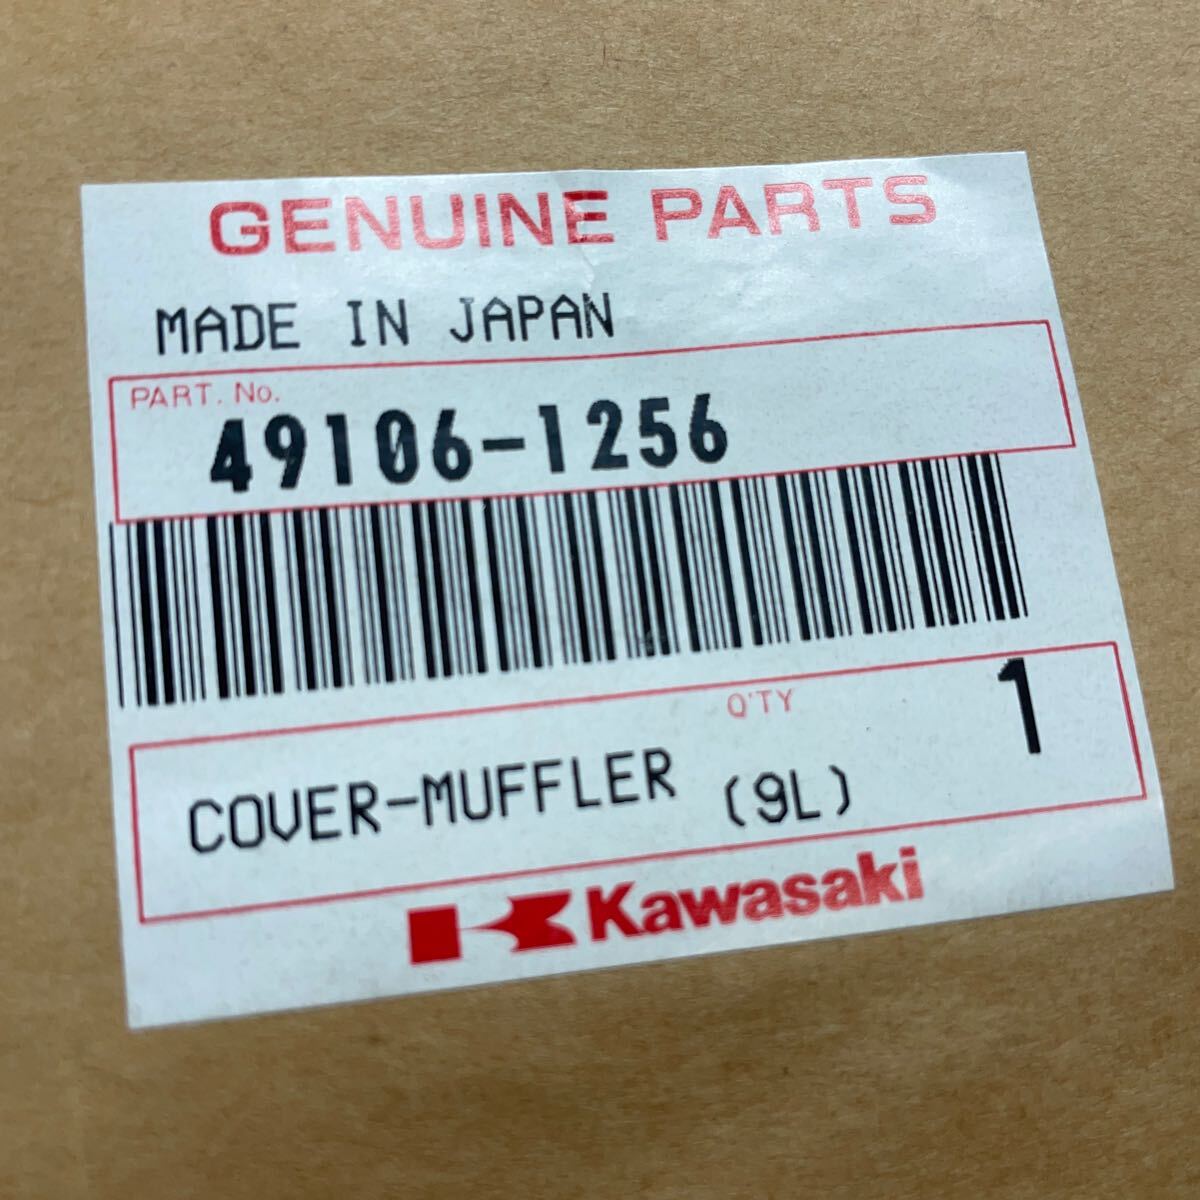 GENUINE PARTS
MADE IN JAPAN
PART. No.
49106-1256
Q'TY 1
COVER-MUFFLER (9L)
Kawasaki